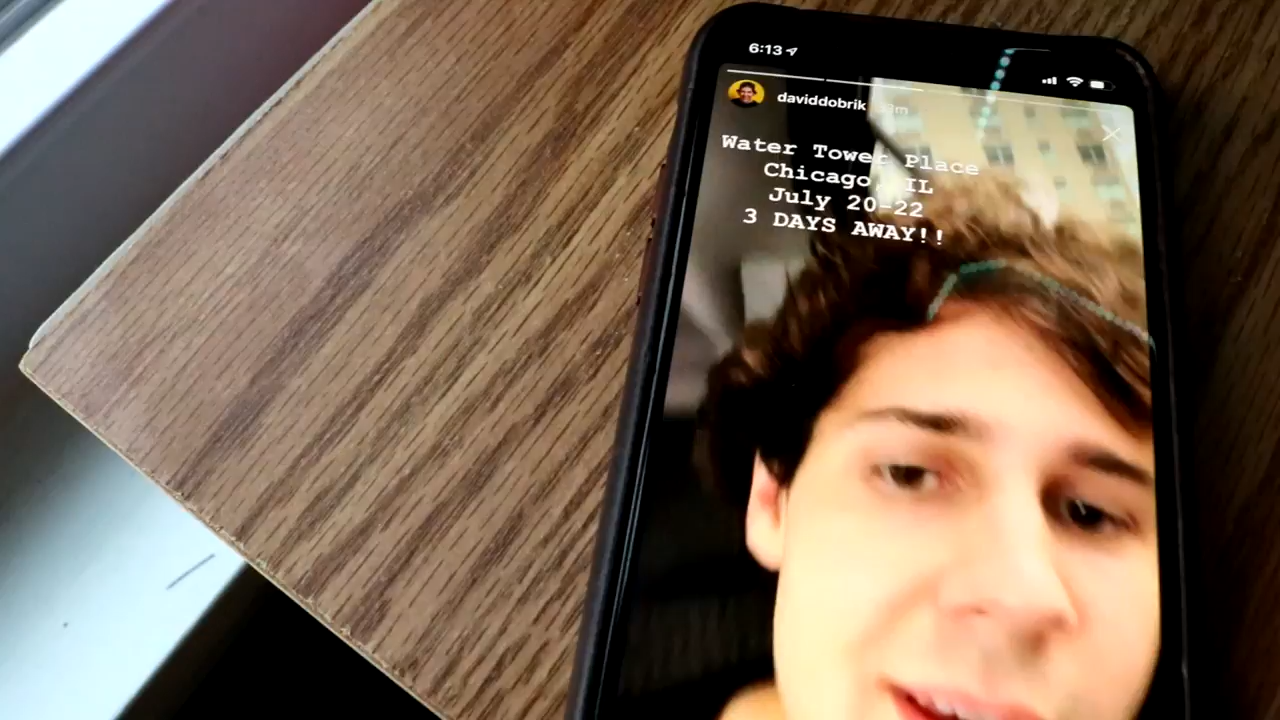 6:13
daviddobrik
Water Tower Place
Chicago, IL
July 20-22
3 DAYS AWAY!!